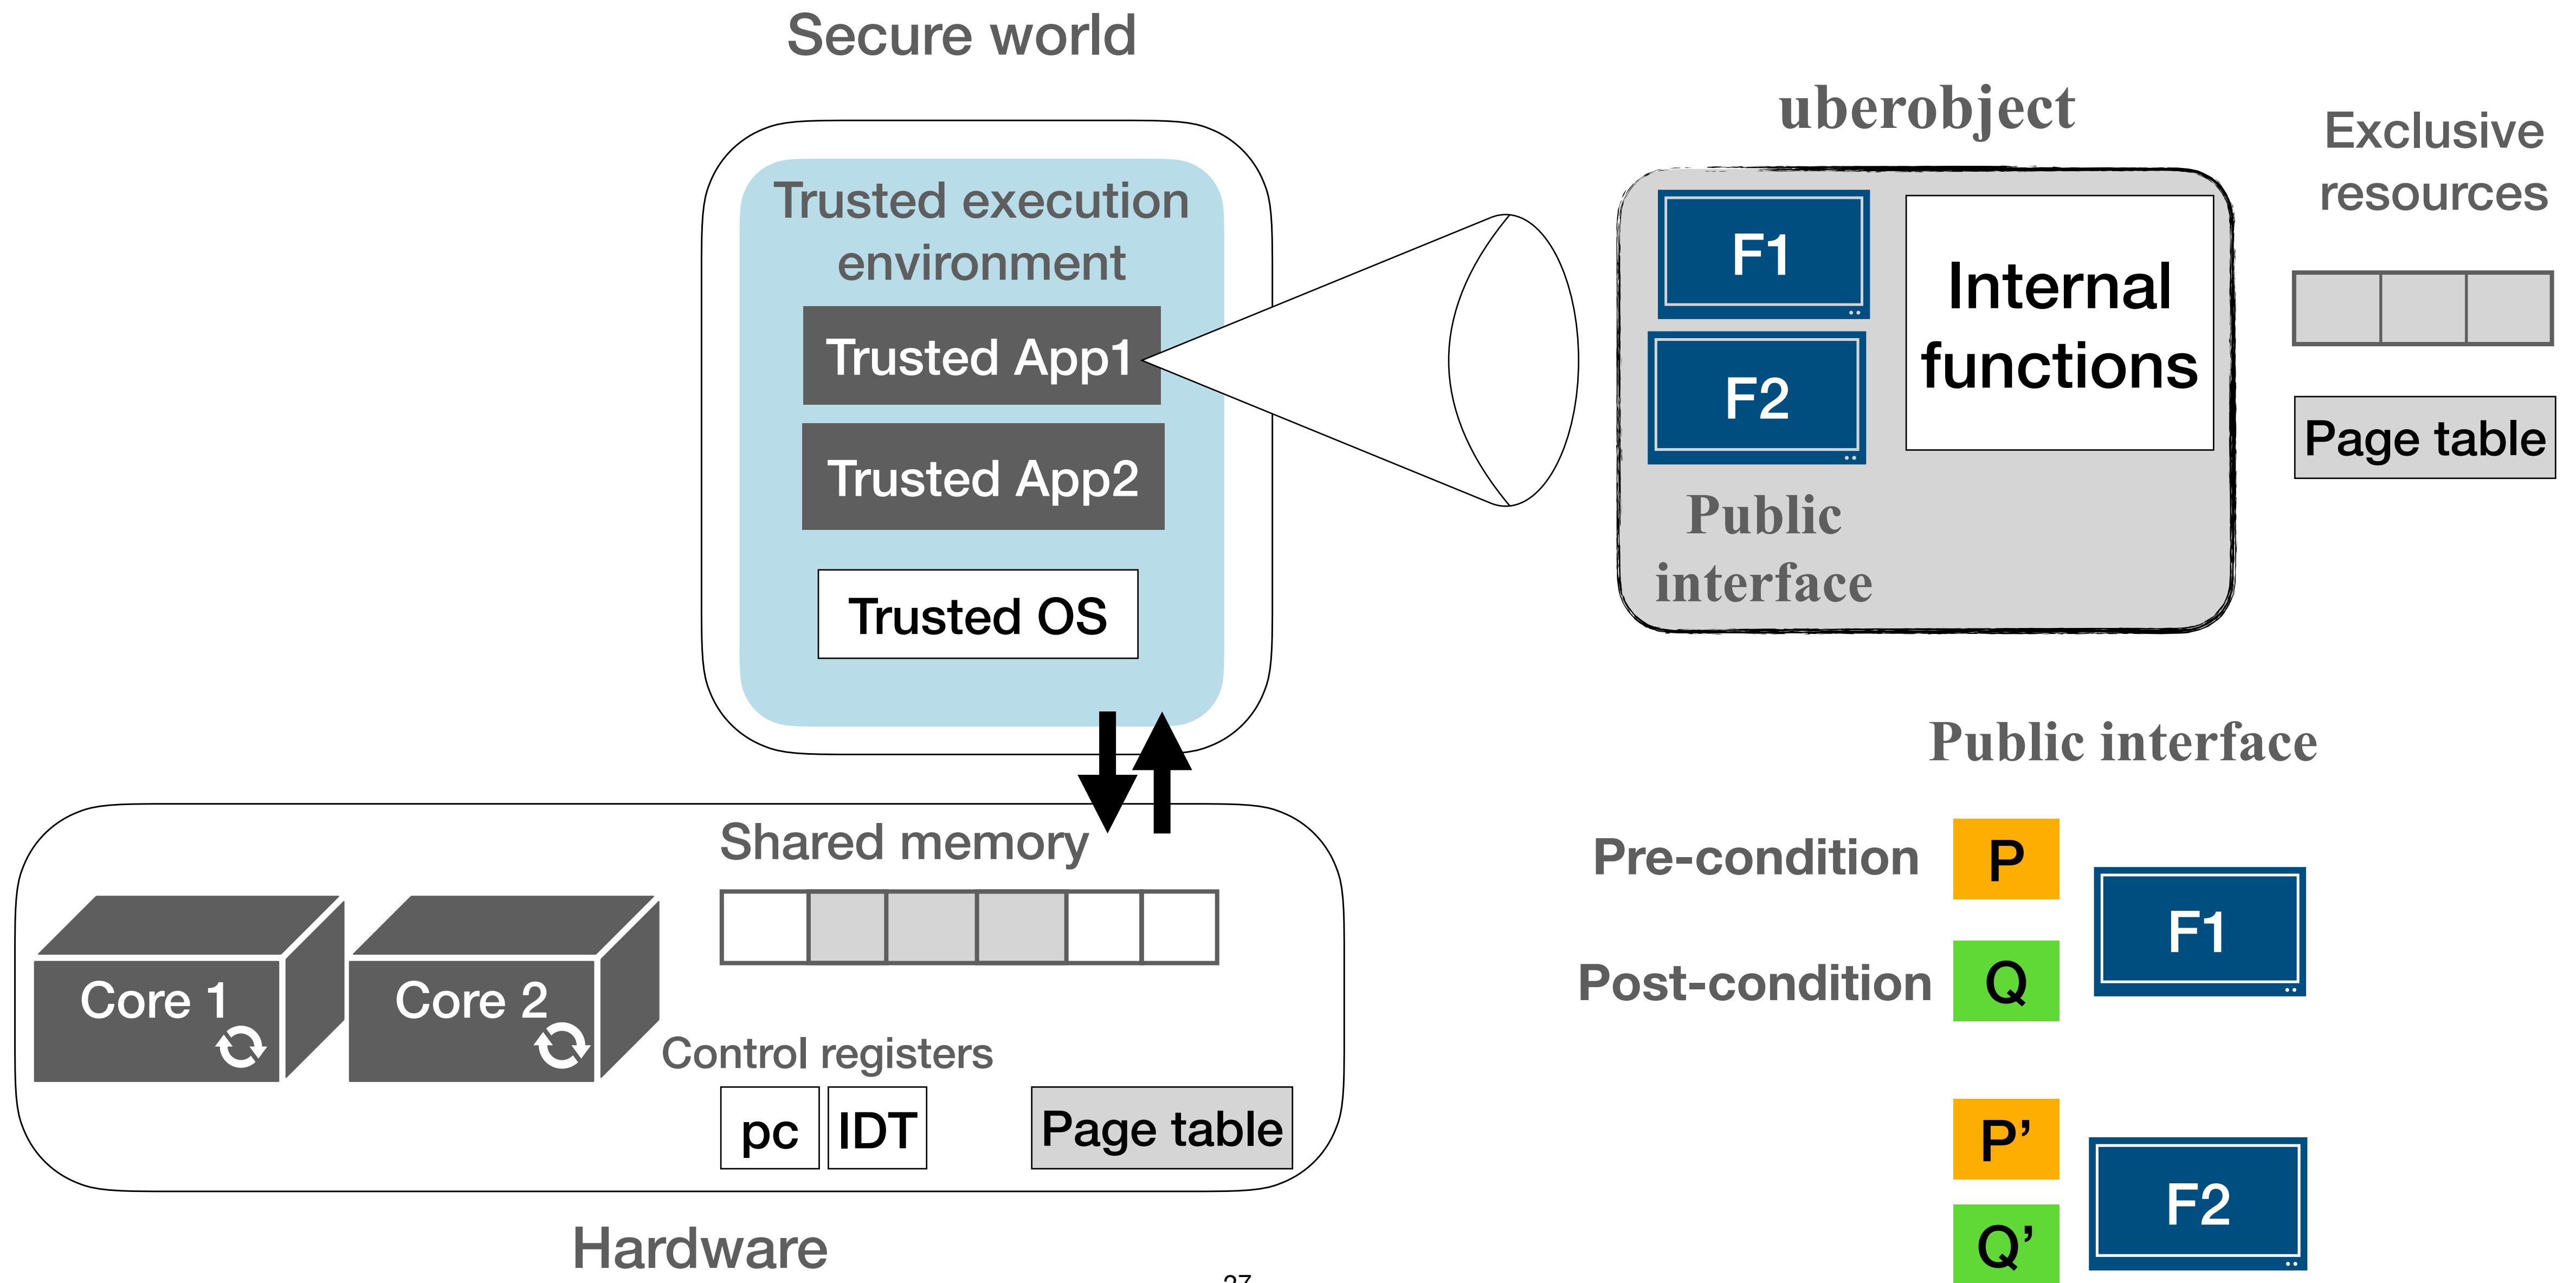 Secure world
Trusted execution
environment
Trusted App1
Trusted App2
Trusted OS
uberobject
F1
F2
Internal
functions
Public
interface
Exclusive
resources
Page table
Shared memory
Core 1
Core 2
Control registers
pc
IDT
Page table
Hardware
Public interface
Pre-condition
P
Post-condition
Q
F1
P’
Q’
F2
27